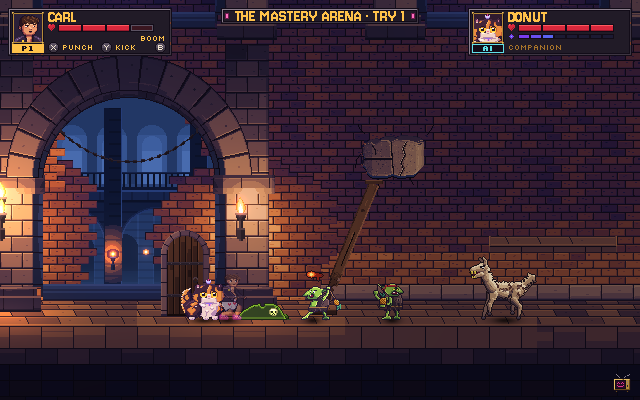 CARL
P1
BOOM
X PUNCH Y KICK B
THE MASTERY ARENA · TRY 1
DONUT
AI
COMPANION